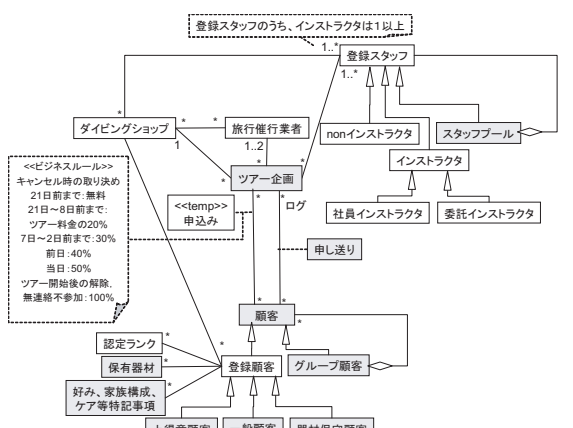 登録スタッフのうち、インストラクタは1以上
1..*
登録スタッフ
1..*
*
*
*
ダイビングショップ
旅行催行業者
nonインストラクタ
スタッフプール
1
1..2
*
*
インストラクタ
<<ビジネスルール>>
キャンセル時の取り決め
21日前まで:無料
21日~8日前まで:
ツアー料金の20%
7日~2日前まで:30%
前日:40%
当日:50%
ツアー開始後の解除,
無連絡不参加:100%
ツアー企画
<<temp>>
申込み
*
*
ログ
社員インストラクタ
委託インストラクタ
申し送り
*
*
顧客
*
認定ランク
*
*
保有器材
*
登録顧客
グループ顧客
好み、家族構成、
ケア等特記事項
*